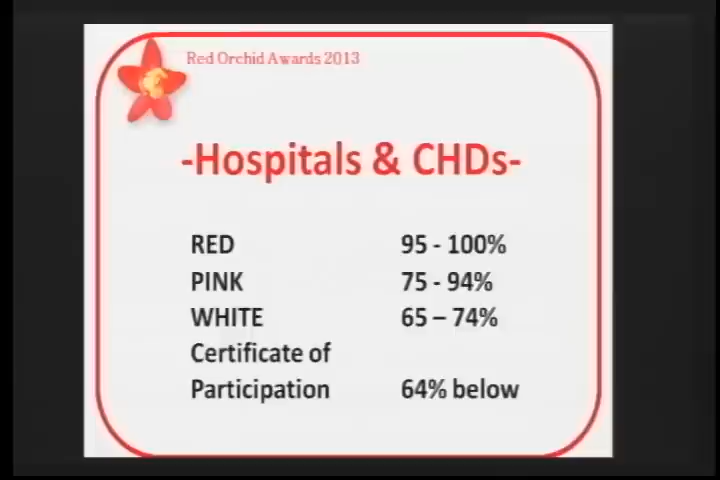 Red Orchid Awards 2013
-Hospitals & CHDs-
RED 95 - 100%
PINK 75 - 94%
WHITE 65 – 74%
Certificate of
Participation 64% below